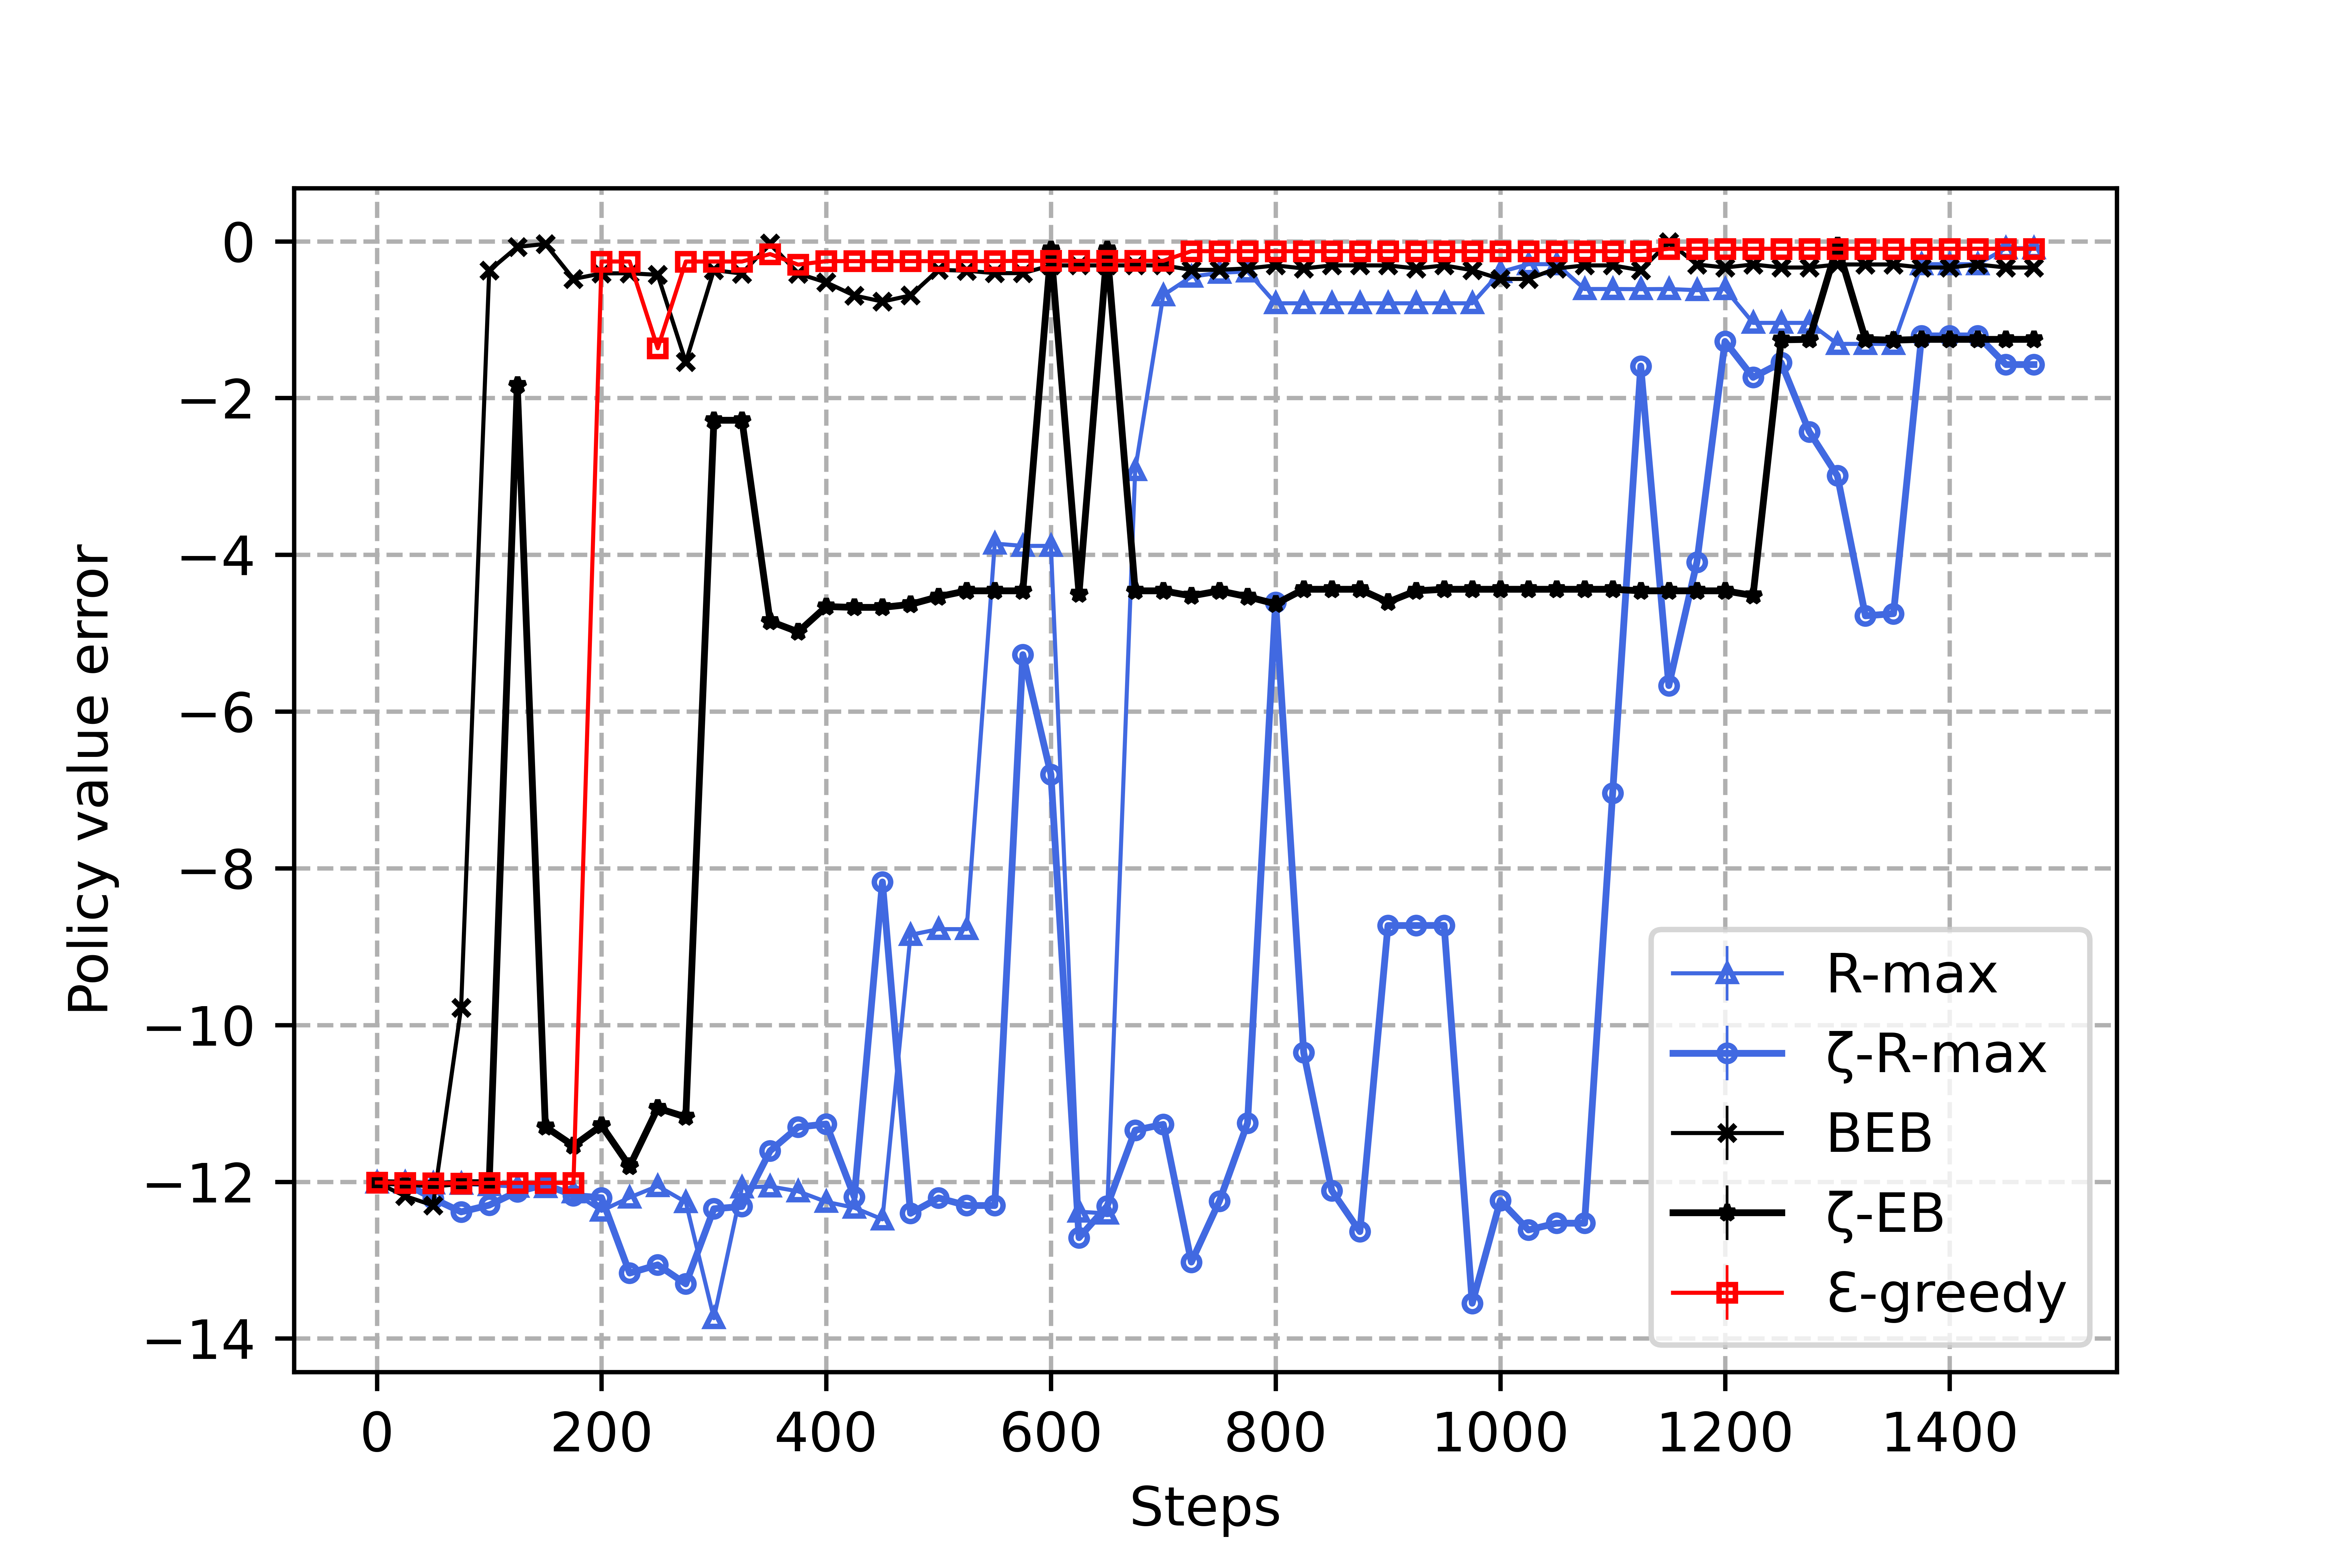 0
−2
−4
−6
−8
−10
−12
−14
Policy value error
0 200 400 600 800 1000 1200 1400
Steps
R-max
ζ-R-max
BEB
ζ-EB
Ɛ-greedy